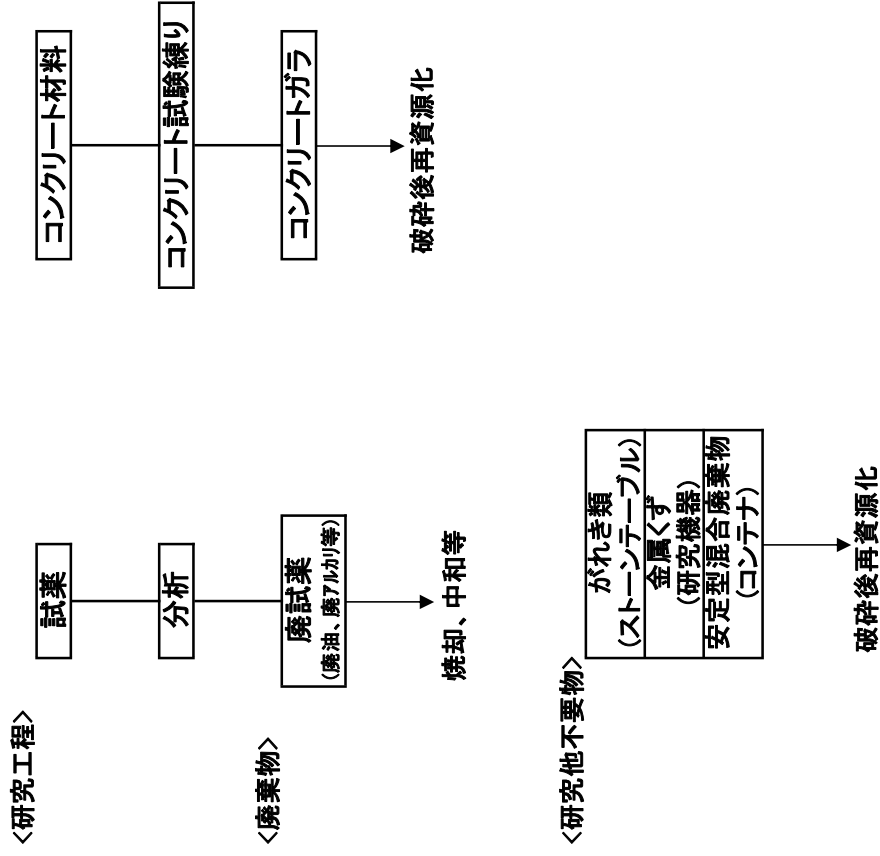 <研究工程>
試薬
分析
<廃棄物>
廃試薬
(廃油、廃アルカリ等)
焼却、中和等
コンクリート材料
コンクリート試験練り
コンクリートガラ
破砕後再資源化
<研究他不要物>
がれき類
(ストーンテーブル)
金属くず
(研究機器)
安定型混合廃棄物
(コンテナ)
破砕後再資源化